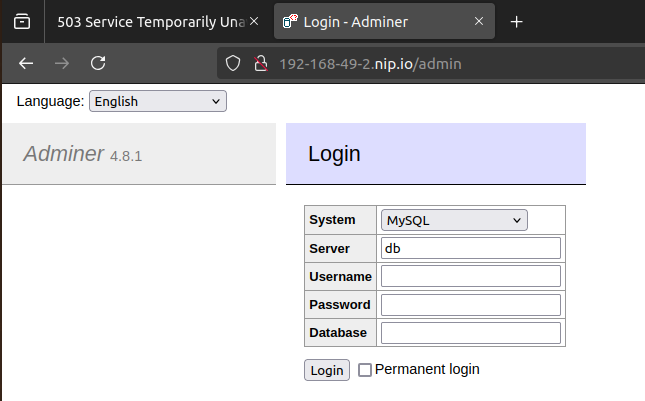 503 Service Temporarily Una
Login - Adminer
192-168-49-2.nip.io/admin
Language: English
Adminer 4.8.1
Login
System MySQL
Server db
Username
Password
Database
Login Permanent login